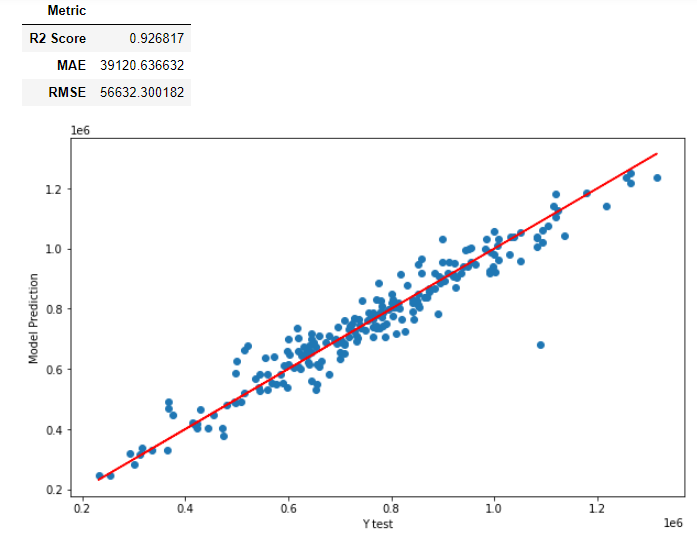 Metric
R2 Score 0.926817
MAE 39120.636632
RMSE 56632.300182
1e6
1.2
1.0
0.8
0.6
0.4
0.2
Model Prediction
0.2 0.4 0.6 0.8 1.0 1.2
1e6
Y test